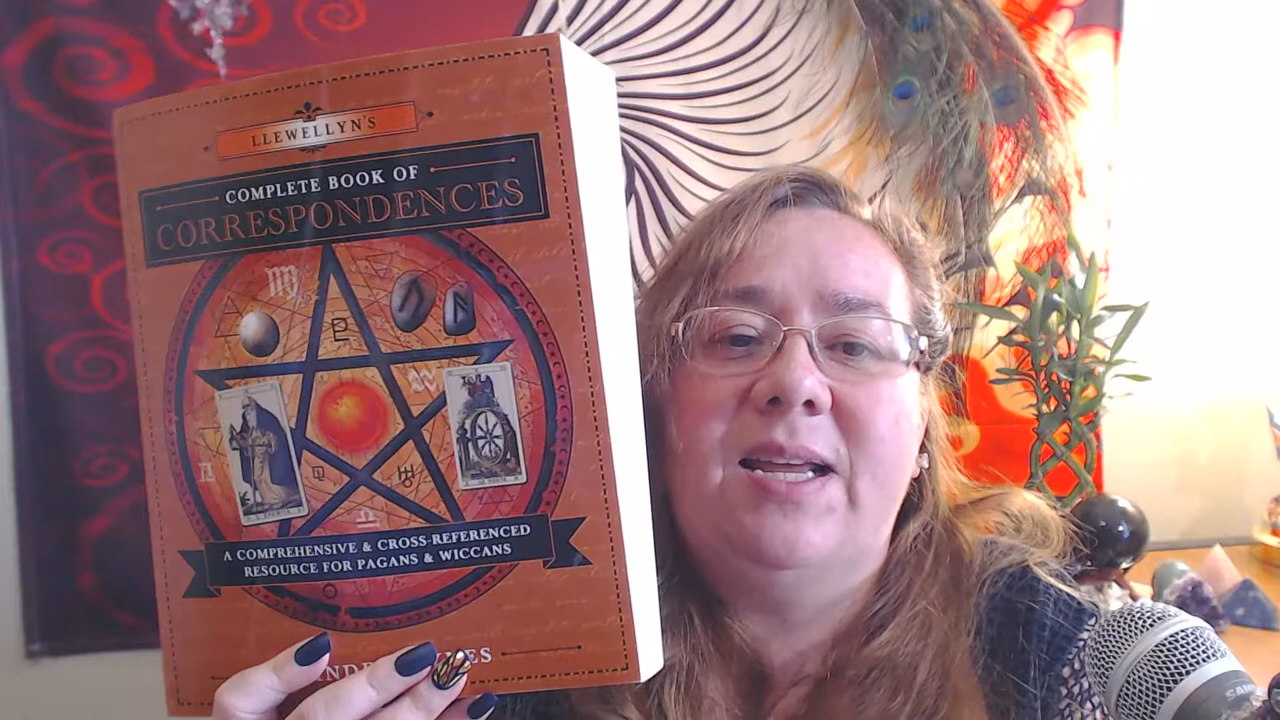 LLEWELLYN'S
COMPLETE BOOK OF
CORRESPONDENCES
A COMPREHENSIVE & CROSS-REFERENCED
RESOURCE FOR PAGANS & WICCANS